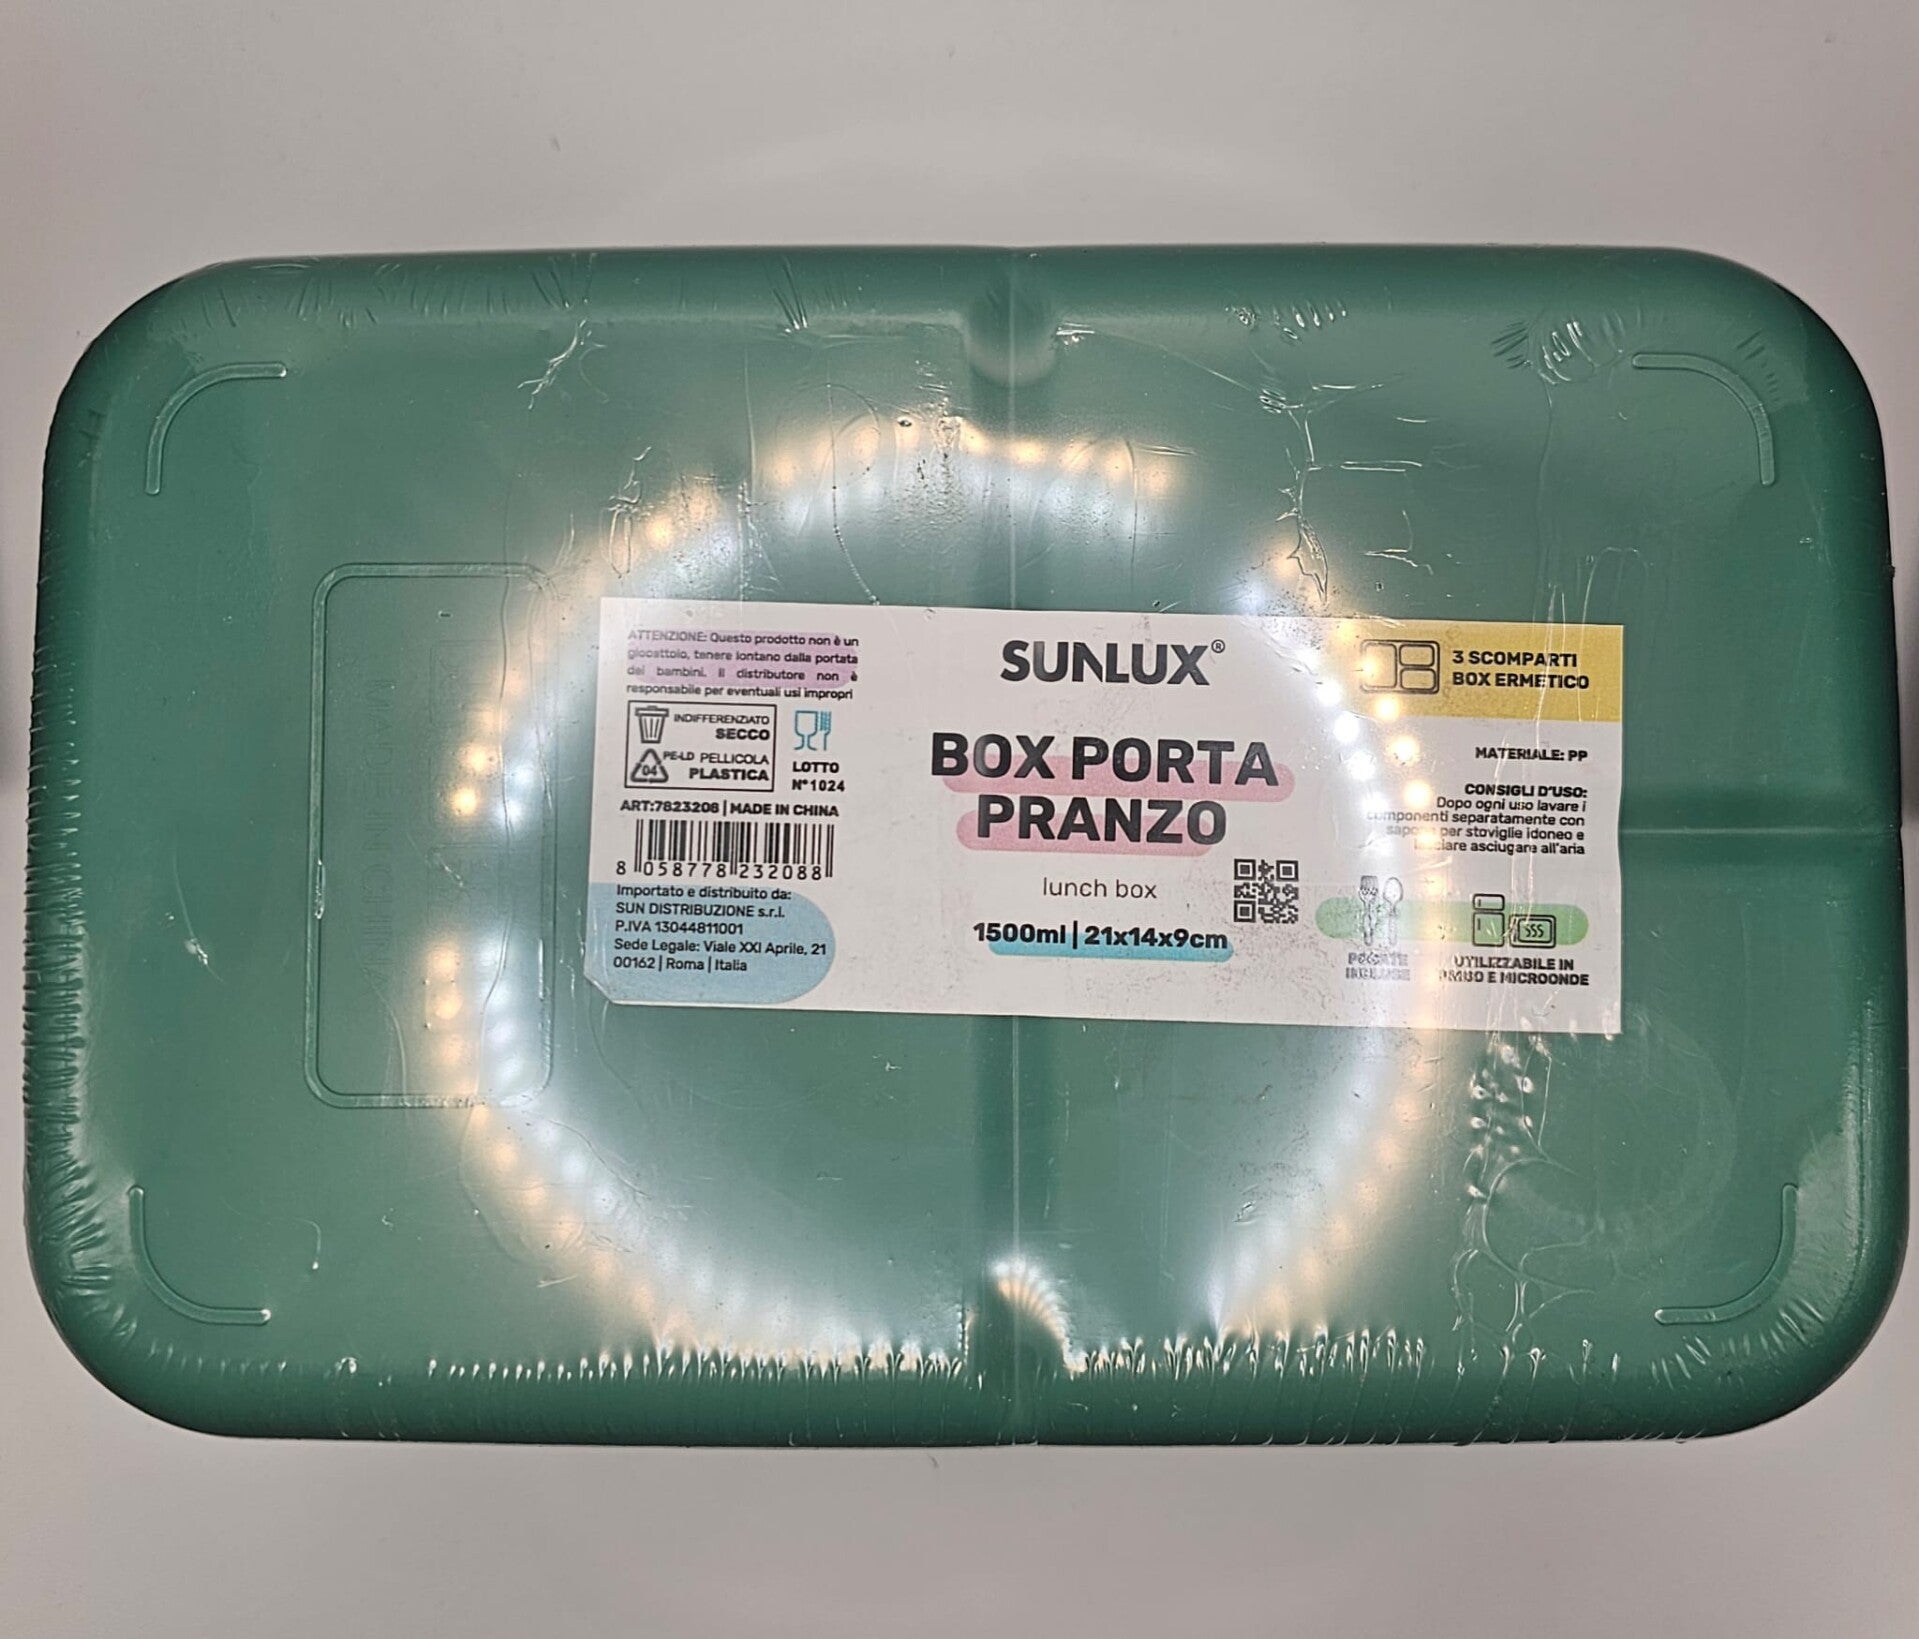 ATTENZIONE: Questo prodotto non è un
giocattolo, tenere lontano dalla portata
dei bambini. Il distributore non è
responsabile per eventuali usi impropri
INDIFFERENZIATO
SECCO
04
PE-LD PELLICOLA
PLASTICA
LOTTO
N°1024
ART:7823208 | MADE IN CHINA
8 058778 232088
Importato e distribuito da:
SUN DISTRIBUZIONE s.r.l.
P.IVA 13044811001
Sede Legale: Viale XXI Aprile, 21
00162 | Roma | Italia
SUNLUX®
BOX PORTA
PRANZO
lunch box
1500ml | 21x14x9cm
3 SCOMPARTI
BOX ERMETICO
MATERIALE: PP
CONSIGLI D'USO:
Dopo ogni uso lavare i
componenti separatamente con
sapone per stoviglie idoneo e
lasciare asciugare all'aria
POSATE
INCLUSE
UTILIZZABILE IN
FRIGO E MICROONDE